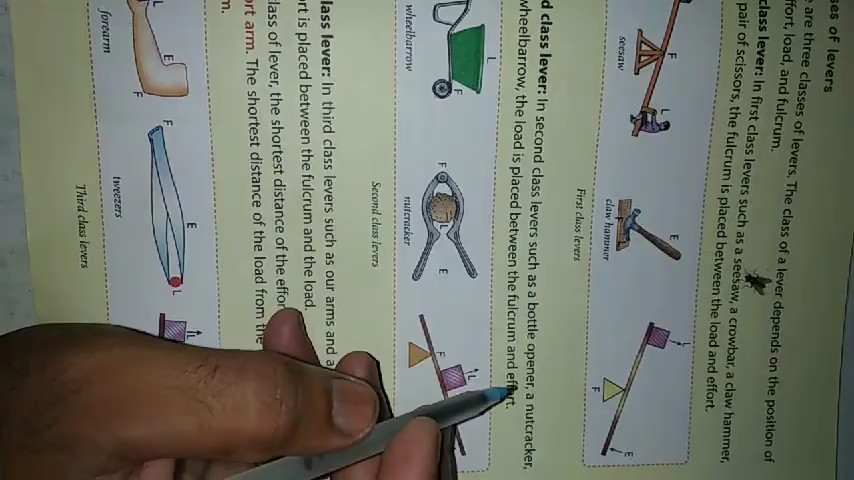 ses of levers
e are three classes of levers. The class of a lever depends on the position of
ffort, load, and fulcrum.
class lever: In first class levers such as a seesaw, a crowbar, a claw hammer,
pair of scissors, the fulcrum is placed between the load and effort.
F
L
seesaw
E
F
claw hammer
L
F
E
First class levers
d class lever: In second class levers such as a bottle opener, a nutcracker,
wheelbarrow, the load is placed between the fulcrum and effort.
L
F
wheelbarrow
F
L
E
nutcracker
F
L
Second class levers
lass lever: In third class levers such as our arms and a
rt is placed between the fulcrum and the load.
lass of lever, the shortest distance of the effor
ort arm. The shortest distance of the load from the
m.
E
F
forearm
F
E
L
tweezers
L
Third class levers